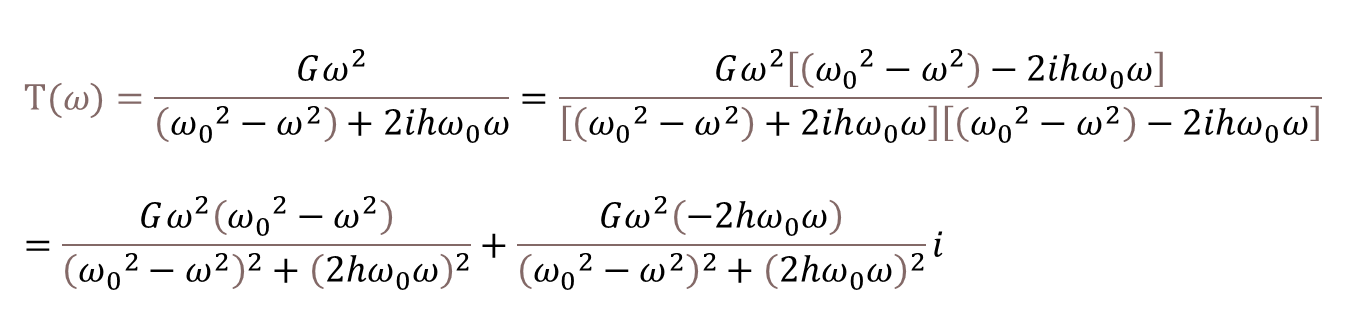 T(ω) = Gω² / ((ω₀² − ω²) + 2ihω₀ω) = Gω²[(ω₀² − ω²) − 2ihω₀ω] / ([(ω₀² − ω²) + 2ihω₀ω][(ω₀² − ω²) − 2ihω₀ω])
= Gω²(ω₀² − ω²) / ((ω₀² − ω²)² + (2hω₀ω)²) + Gω²(−2hω₀ω) / ((ω₀² − ω²)² + (2hω₀ω)²) i